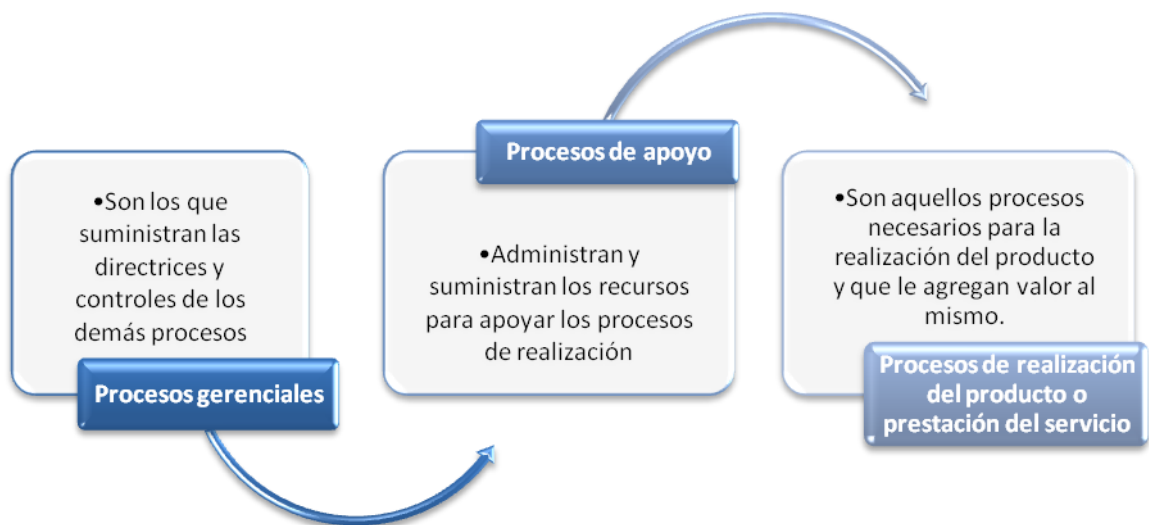 •Son los que
suministran las
directrices y
controles de los
demás procesos
Procesos gerenciales
Procesos de apoyo
•Administran y
suministran los recursos
para apoyar los procesos
de realización
•Son aquellos procesos
necesarios para la
realización del producto
y que le agregan valor al
mismo.
Procesos de realización
del producto o
prestación del servicio